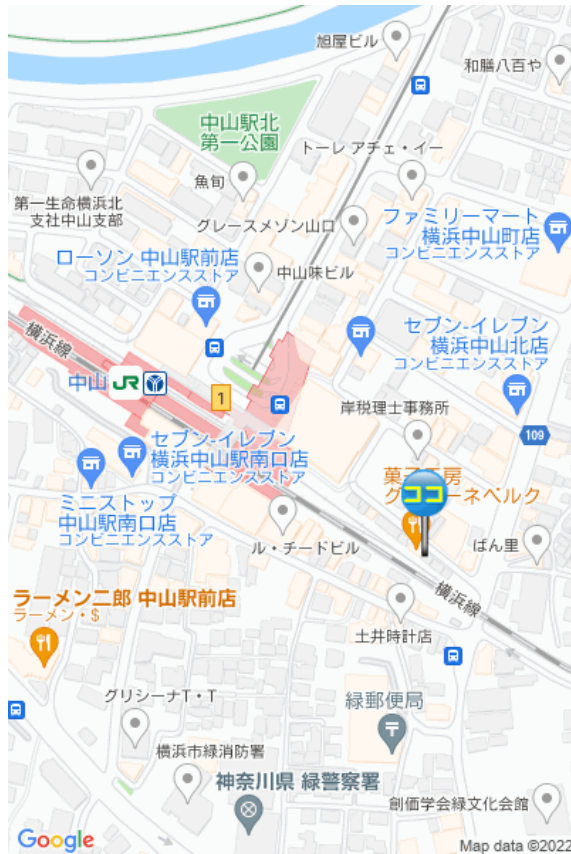 旭屋ビル
和膳八百や
中山駅北
第一公園
トーレ アチェ・イー
魚旬
第一生命横浜北
支社中山支部
グレースメゾン山口
ファミリーマート
横浜中山町店
コンビニエンスストア
ローソン 中山駅前店
コンビニエンスストア
中山味ビル
横浜線
セブン-イレブン
横浜中山北店
コンビニエンスストア
中山
JR
1
岸税理士事務所
109
セブン-イレブン
横浜中山駅南口店
コンビニエンスストア
菓子工房
ココ
ネベルク
ミニストップ
中山駅南口店
コンビニエンスストア
ル・チードビル
ばん里
横浜線
ラーメン二郎 中山駅前店
ラーメン・$
土井時計店
グリシーナT・T
緑郵便局
横浜市緑消防署
神奈川県 緑警察署
創価学会緑文化会館
Google
Map data ©2022